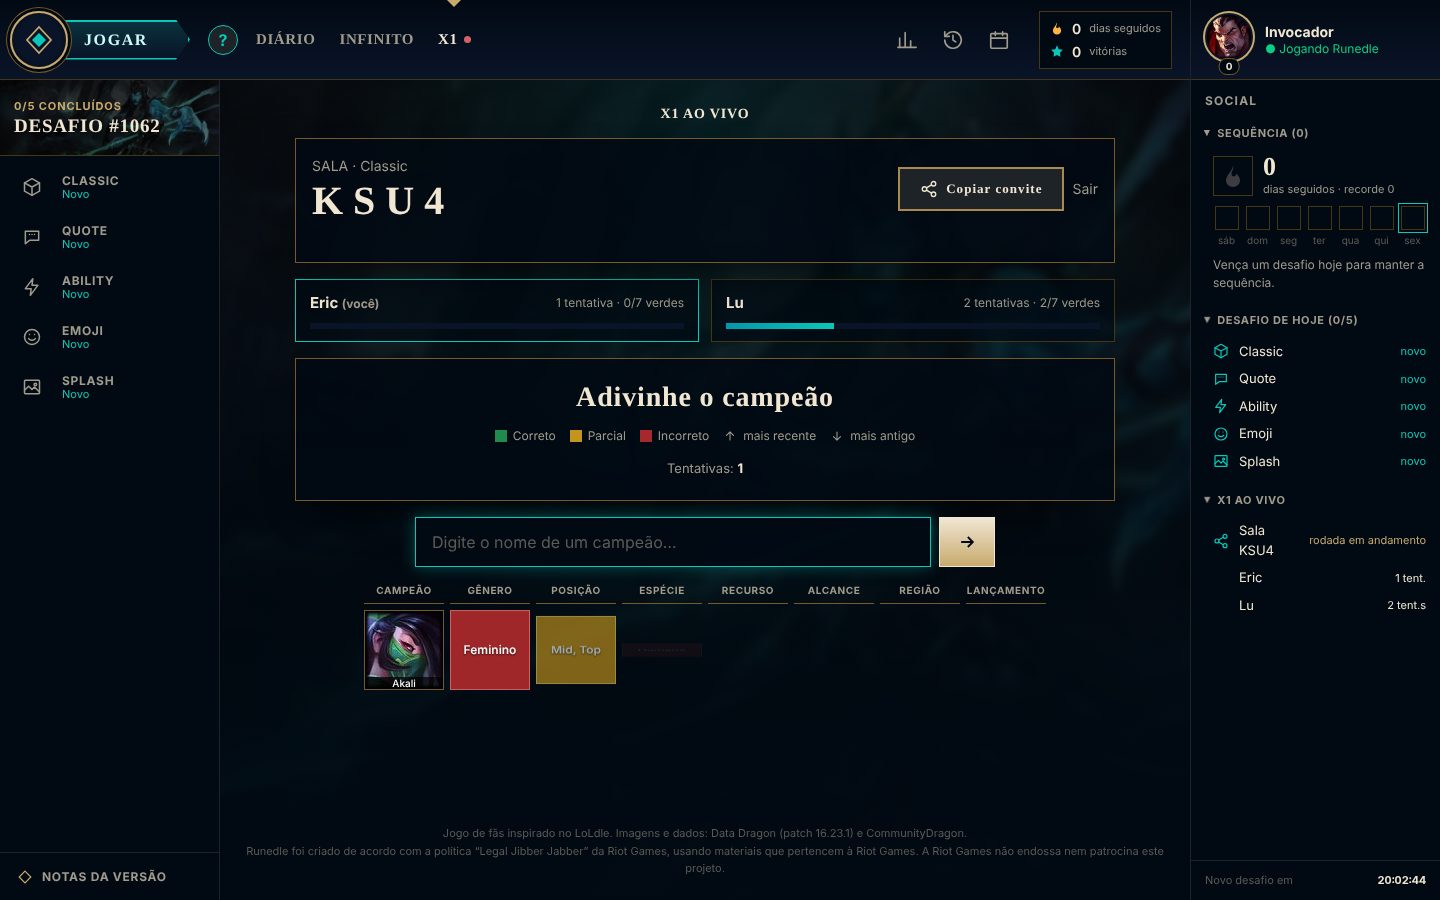 JOGAR
?
DIÁRIO
INFINITO
X1
0 dias seguidos
0 vitórias
Invocador
Jogando Runedle
0
0/5 CONCLUÍDOS
DESAFIO #1062
CLASSIC
Novo
QUOTE
Novo
ABILITY
Novo
EMOJI
Novo
SPLASH
Novo
NOTAS DA VERSÃO
X1 AO VIVO
SALA · Classic
KSU4
Copiar convite
Sair
Eric (você)
1 tentativa · 0/7 verdes
Lu
2 tentativas · 2/7 verdes
Adivinhe o campeão
Correto
Parcial
Incorreto
↑ mais recente
↓ mais antigo
Tentativas: 1
Digite o nome de um campeão...
CAMPEÃO GÊNERO POSIÇÃO ESPÉCIE RECURSO ALCANCE REGIÃO LANÇAMENTO
Akali
Feminino
Mid, Top
Jogo de fãs inspirado no LoLdle. Imagens e dados: Data Dragon (patch 16.23.1) e CommunityDragon.
Runedle foi criado de acordo com a política “Legal Jibber Jabber” da Riot Games, usando materiais que pertencem à Riot Games. A Riot Games não endossa nem patrocina este
projeto.
SOCIAL
SEQUÊNCIA (0)
0
dias seguidos · recorde 0
sáb dom seg ter qua qui sex
Vença um desafio hoje para manter a
sequência.
DESAFIO DE HOJE (0/5)
Classic novo
Quote novo
Ability novo
Emoji novo
Splash novo
X1 AO VIVO
Sala
KSU4
rodada em andamento
Eric 1 tent.
Lu 2 tent.s
Novo desafio em 20:02:44